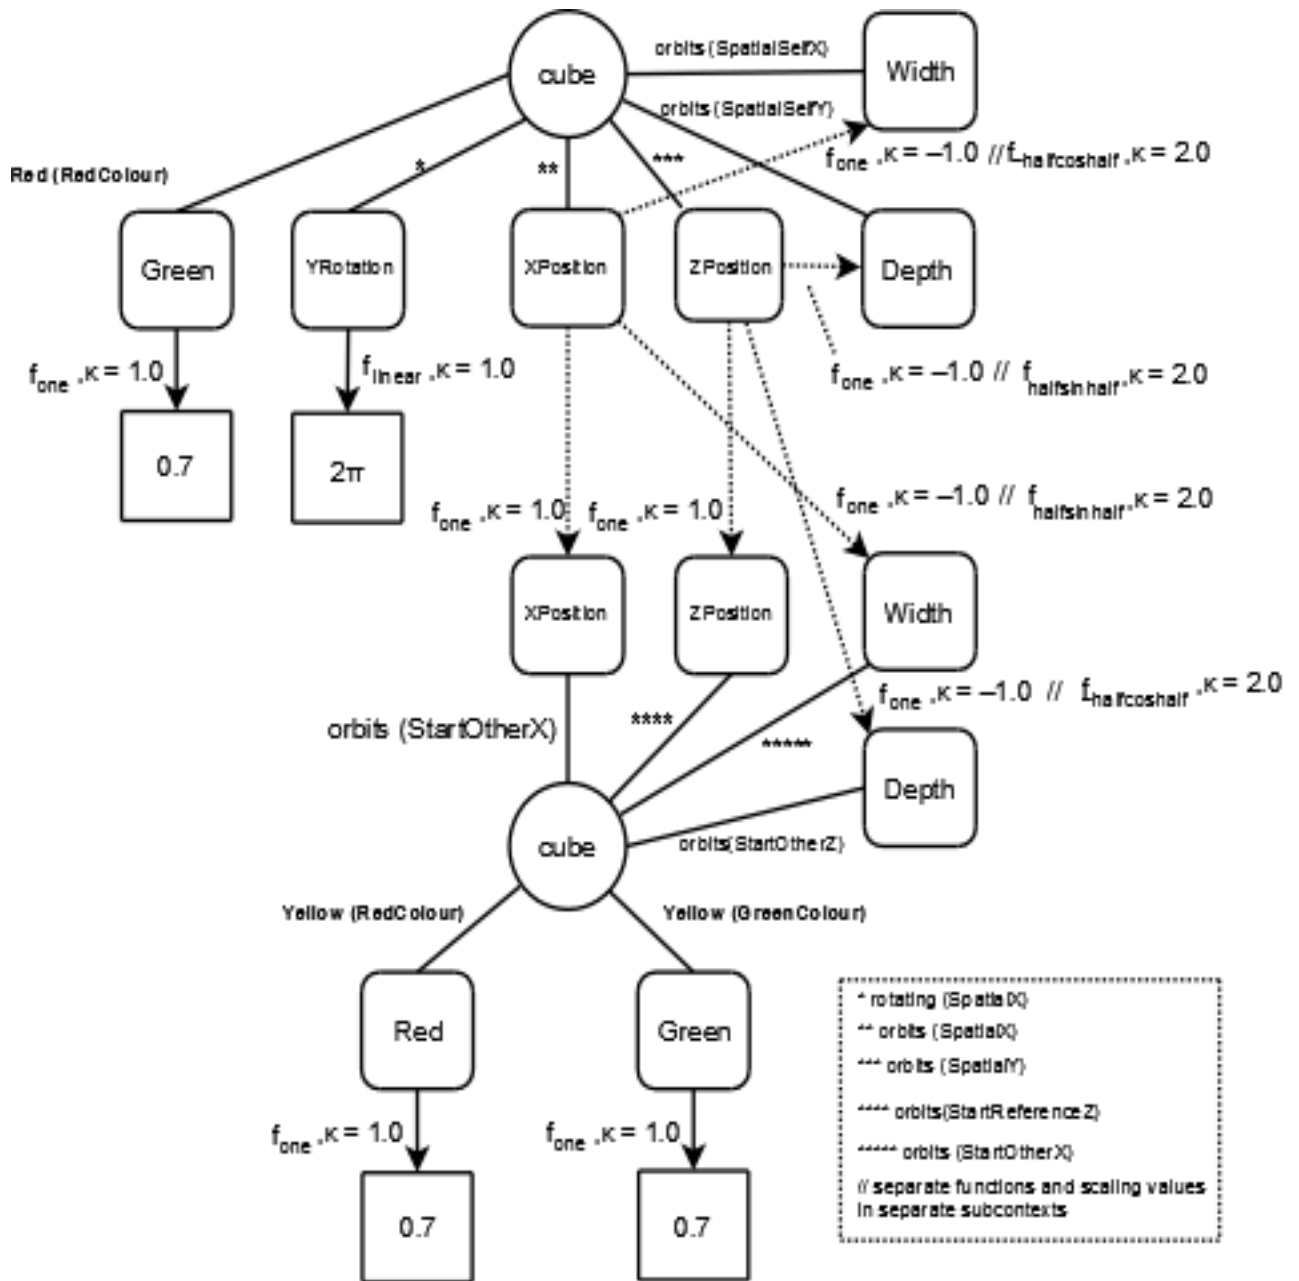 cube
orbits (SpatialSelfX)
Width
orbits (SpatialSelfY)
*
**
***
f_one ,κ = –1.0 // f_halfcoshalf ,κ = 2.0
Red (RedColour)
Green
YRotation
XPosition
ZPosition
Depth
f_one ,κ = 1.0
f_linear ,κ = 1.0
f_one ,κ = –1.0 // f_halfsinhalf ,κ = 2.0
0.7
2π
f_one ,κ = –1.0 // f_halfsinhalf ,κ = 2.0
f_one ,κ = 1.0
f_one ,κ = 1.0
XPosition
ZPosition
Width
f_one ,κ = –1.0 // f_halfcoshalf ,κ = 2.0
orbits (StartOtherX)
****
*****
Depth
cube
orbits(StartOtherZ)
Yellow (RedColour)
Yellow (GreenColour)
Red
Green
f_one ,κ = 1.0
f_one ,κ = 1.0
0.7
0.7
* rotating (SpatialX)
** orbits (SpatialX)
*** orbits (SpatialY)
**** orbits(StartReferenceZ)
***** orbits (StartOtherX)
// separate functions and scaling values
in separate subcontexts